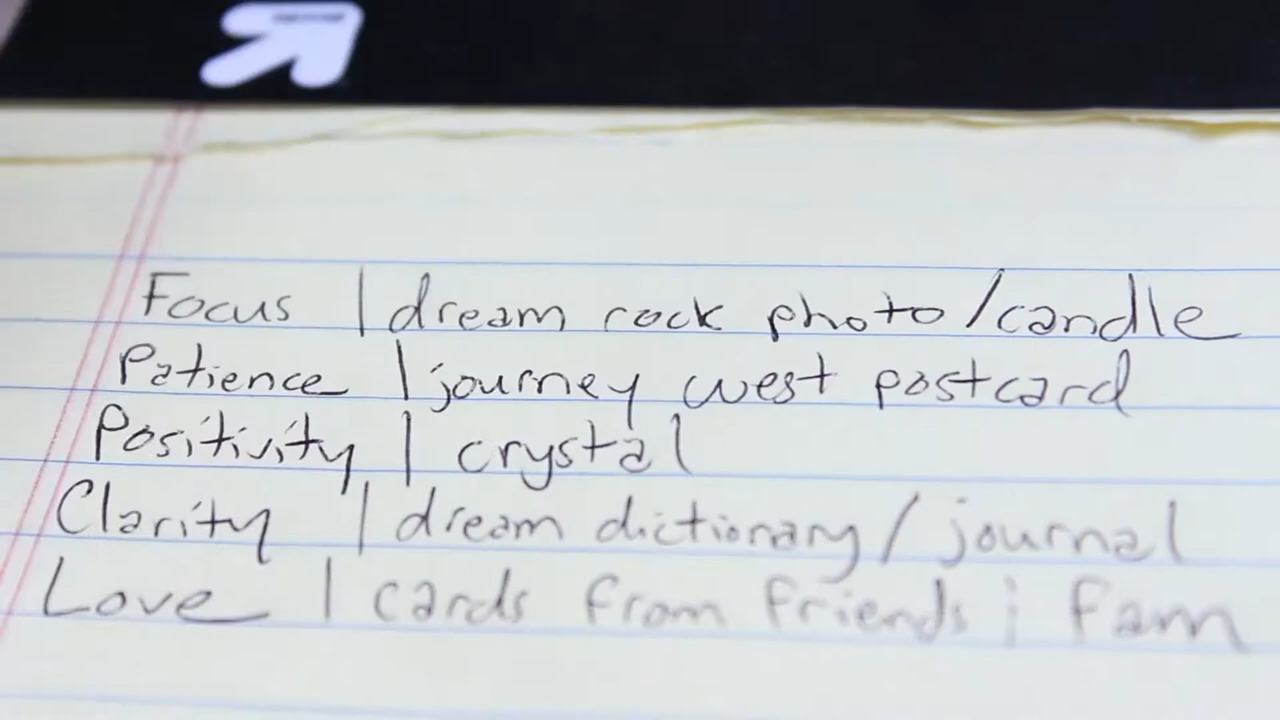 Focus | dream rock photo/candle
Patience | journey west postcard
Positivity | crystal
Clarity | dream dictionary/journal
Love | cards from friends ; fam